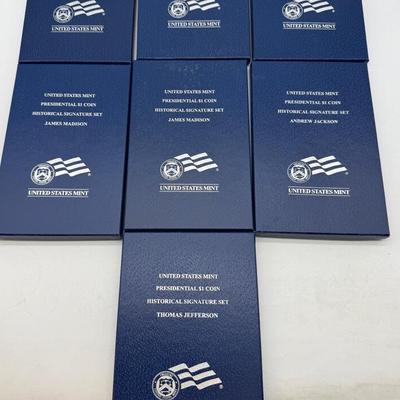 UNITED STATES MINT
UNITED STATES MINT
UNITED STATES MINT
UNITED STATES MINT
PRESIDENTIAL $1 COIN
HISTORICAL SIGNATURE SET
JAMES MADISON
UNITED STATES MINT
UNITED STATES MINT
PRESIDENTIAL $1 COIN
HISTORICAL SIGNATURE SET
JAMES MADISON
UNITED STATES MINT
UNITED STATES MINT
PRESIDENTIAL $1 COIN
HISTORICAL SIGNATURE SET
ANDREW JACKSON
UNITED STATES MINT
UNITED STATES MINT
PRESIDENTIAL $1 COIN
HISTORICAL SIGNATURE SET
THOMAS JEFFERSON